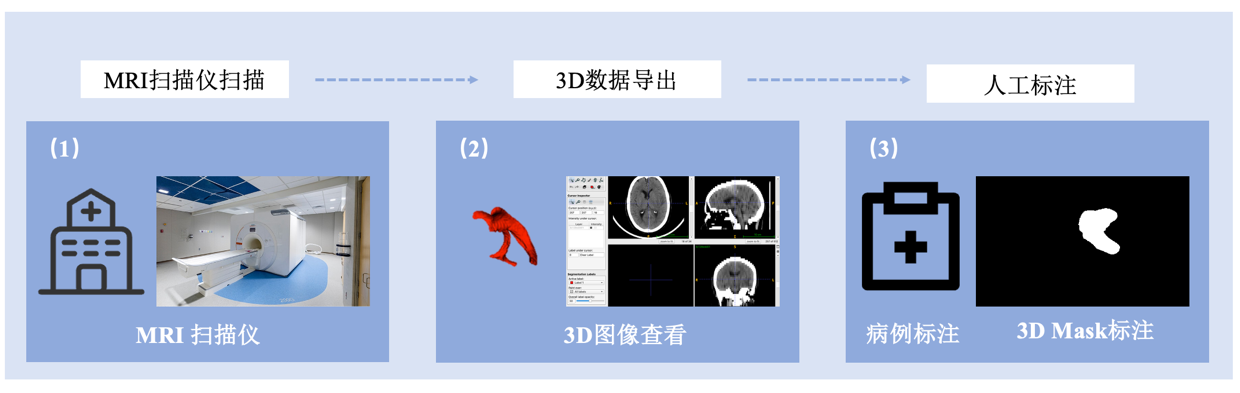 MRI扫描仪扫描
3D数据导出
人工标注
(1)
(2)
(3)
MRI 扫描仪
3D图像查看
病例标注
3D Mask标注